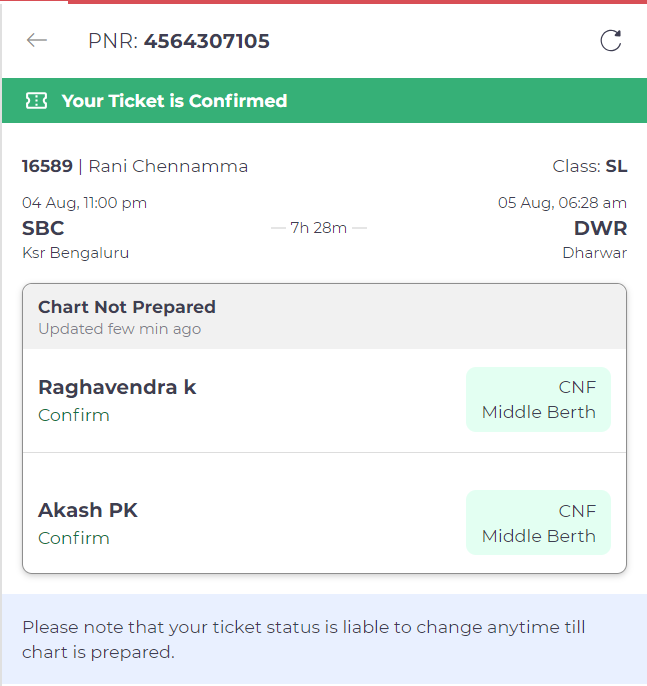 PNR: 4564307105
Your Ticket is Confirmed
16589 | Rani Chennamma
Class: SL
04 Aug, 11:00 pm
05 Aug, 06:28 am
SBC
7h 28m
DWR
Ksr Bengaluru
Dharwar
Chart Not Prepared
Updated few min ago
Raghavendra k
CNF
Confirm
Middle Berth
Akash PK
CNF
Confirm
Middle Berth
Please note that your ticket status is liable to change anytime till
chart is prepared.